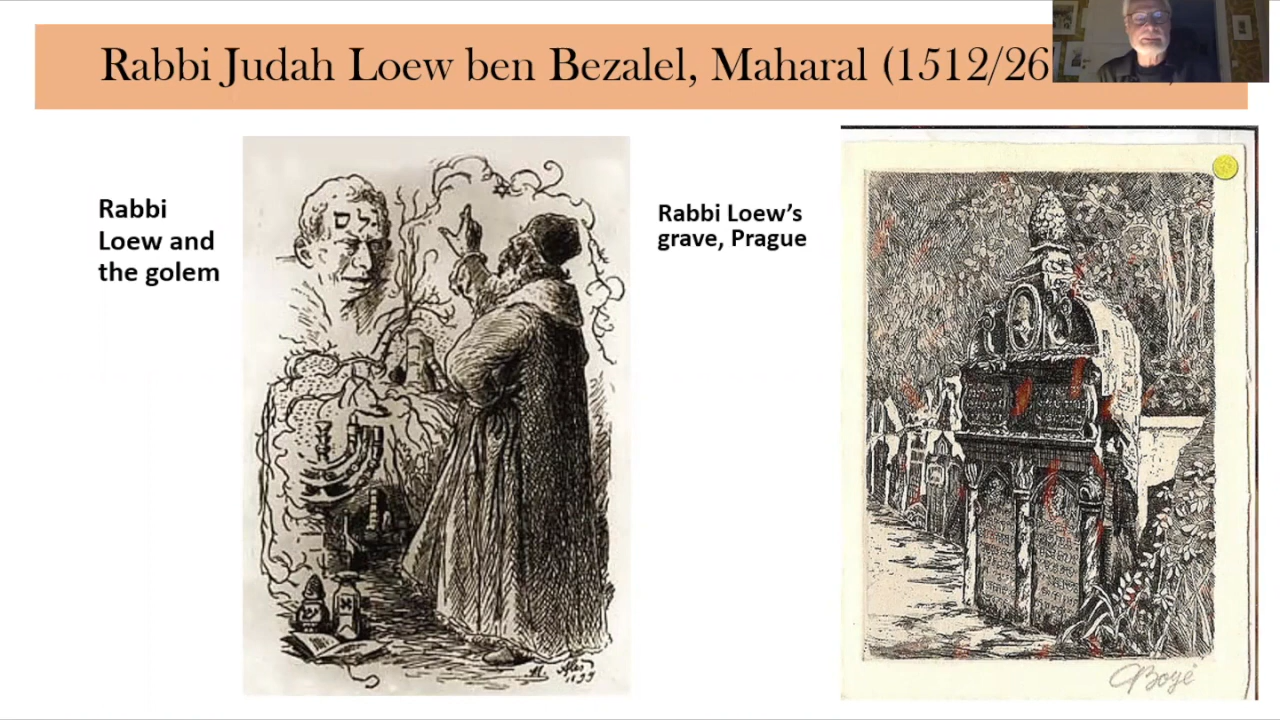 Rabbi Judah Loew ben Bezalel, Maharal (1512/26
Rabbi
Loew and
the golem
Rabbi Loew’s
grave, Prague